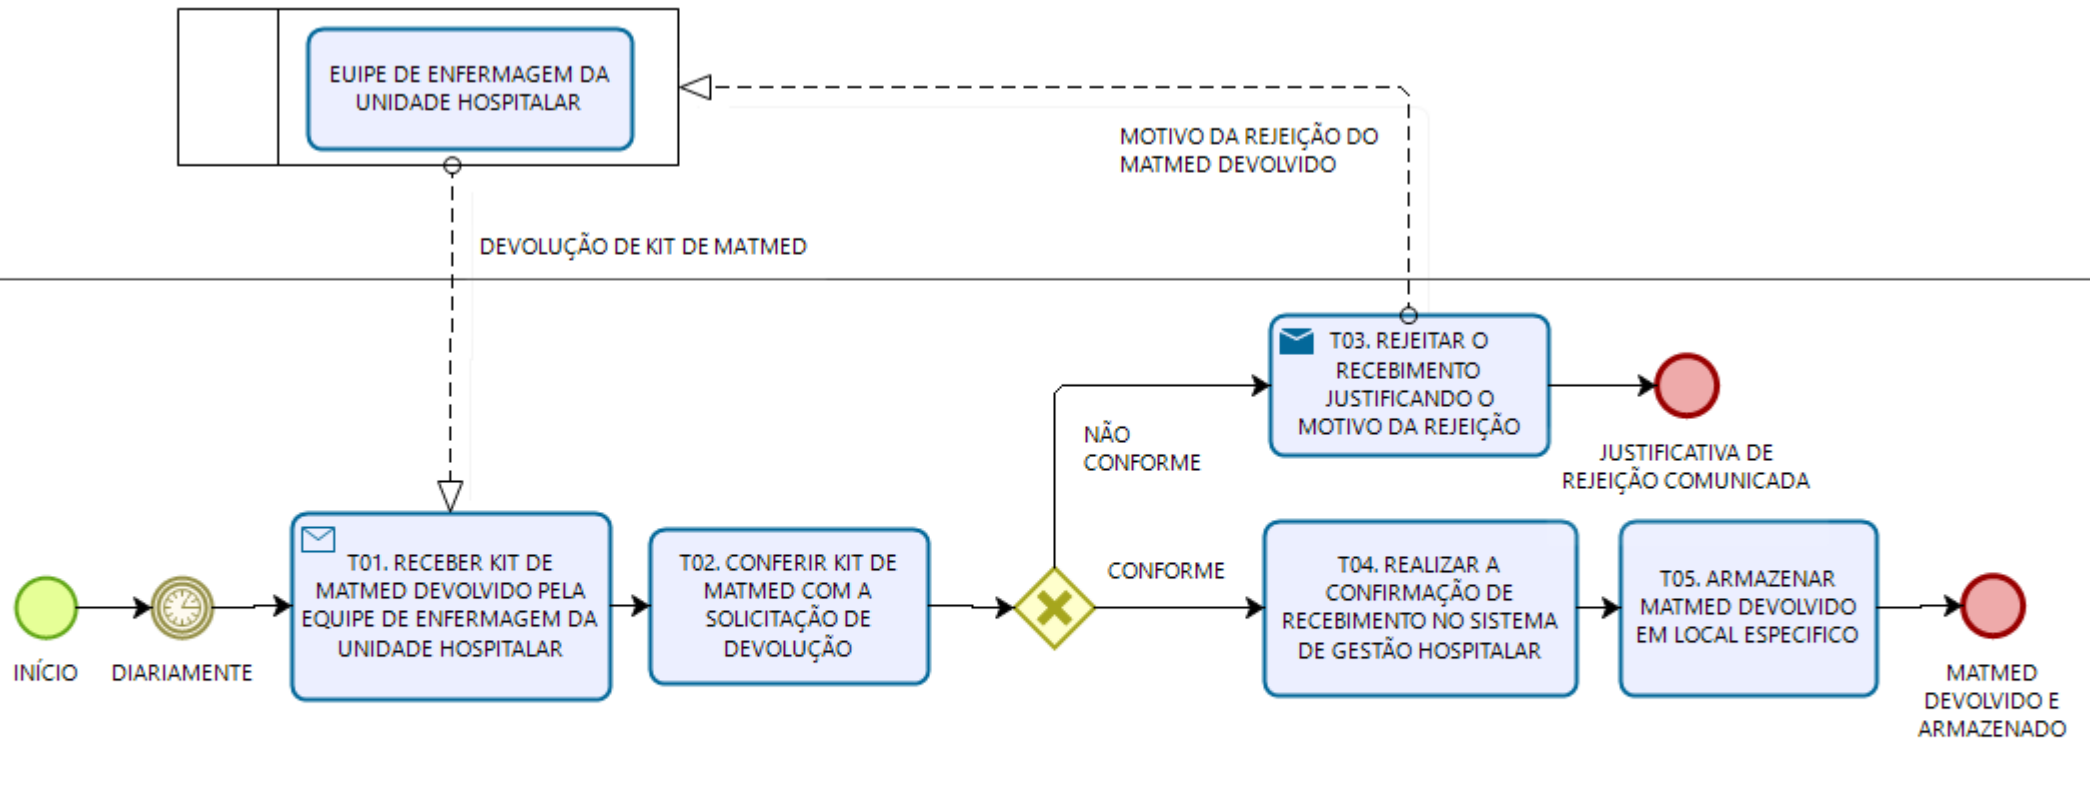 EUIPE DE ENFERMAGEM DA
UNIDADE HOSPITALAR
MOTIVO DA REJEIÇÃO DO
MATMED DEVOLVIDO
DEVOLUÇÃO DE KIT DE MATMED
T03. REJEITAR O
RECEBIMENTO
JUSTIFICANDO O
MOTIVO DA REJEIÇÃO
NÃO
CONFORME
JUSTIFICATIVA DE
REJEIÇÃO COMUNICADA
INÍCIO
DIARIAMENTE
T01. RECEBER KIT DE
MATMED DEVOLVIDO PELA
EQUIPE DE ENFERMAGEM DA
UNIDADE HOSPITALAR
T02. CONFERIR KIT DE
MATMED COM A
SOLICITAÇÃO DE
DEVOLUÇÃO
CONFORME
T04. REALIZAR A
CONFIRMAÇÃO DE
RECEBIMENTO NO SISTEMA
DE GESTÃO HOSPITALAR
T05. ARMAZENAR
MATMED DEVOLVIDO
EM LOCAL ESPECIFICO
MATMED
DEVOLVIDO E
ARMAZENADO